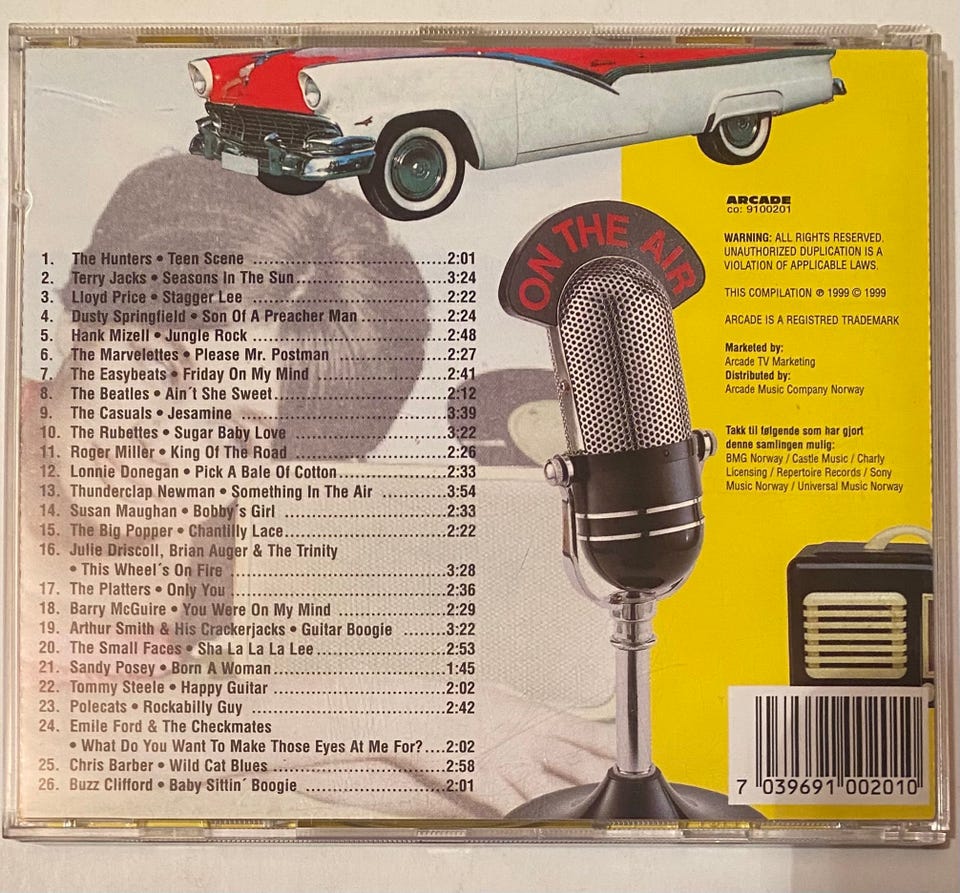 ARCADE
co: 9100201
ON THE AIR
WARNING: ALL RIGHTS RESERVED.
UNAUTHORIZED DUPLICATION IS A
VIOLATION OF APPLICABLE LAWS.
THIS COMPILATION ℗ 1999 © 1999
ARCADE IS A REGISTRED TRADEMARK
Marketed by:
Arcade TV Marketing
Distributed by:
Arcade Music Company Norway
Takk til følgende som har gjort
denne samlingen mulig:
BMG Norway / Castle Music / Charly
Licensing / Repertoire Records / Sony
Music Norway / Universal Music Norway
1. The Hunters • Teen Scene ....2:01
2. Terry Jacks • Seasons In The Sun....3:24
3. Lloyd Price • Stagger Lee ....2:22
4. Dusty Springfield • Son Of A Preacher Man ....2:24
5. Hank Mizell • Jungle Rock ....2:48
6. The Marvelettes • Please Mr. Postman ....2:27
7. The Easybeats • Friday On My Mind ....2:41
8. The Beatles • Ain´t She Sweet....2:12
9. The Casuals • Jesamine ....3:39
10. The Rubettes • Sugar Baby Love ....3:22
11. Roger Miller • King Of The Road ....2:26
12. Lonnie Donegan • Pick A Bale Of Cotton....2:33
13. Thunderclap Newman • Something In The Air ....3:54
14. Susan Maughan • Bobby´s Girl ....2:33
15. The Big Popper • Chantilly Lace....2:22
16. Julie Driscoll, Brian Auger & The Trinity
• This Wheel´s On Fire ....3:28
17. The Platters • Only You ....2:36
18. Barry McGuire • You Were On My Mind ....2:29
19. Arthur Smith & His Crackerjacks • Guitar Boogie ....3:22
20. The Small Faces • Sha La La La Lee....2:53
21. Sandy Posey • Born A Woman....1:45
22. Tommy Steele • Happy Guitar ....2:02
23. Polecats • Rockabilly Guy ....2:42
24. Emile Ford & The Checkmates
• What Do You Want To Make Those Eyes At Me For?....2:02
25. Chris Barber • Wild Cat Blues ....2:58
26. Buzz Clifford • Baby Sittin´ Boogie ....2:01
7 039691 002010